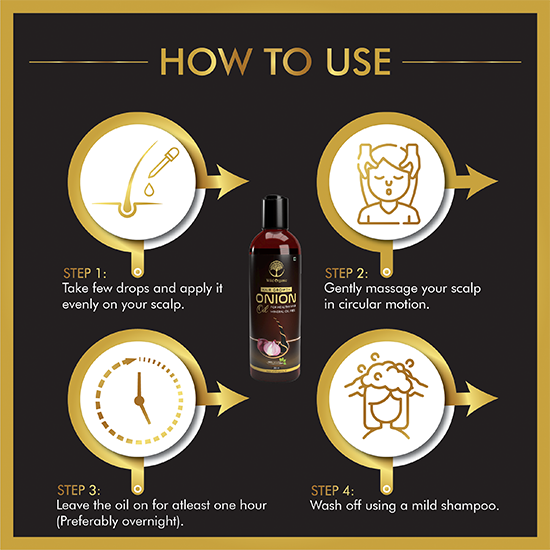 HOW TO USE
STEP 1:
Take few drops and apply it
evenly on your scalp.
STEP 2:
Gently massage your scalp
in circular motion.
HAIR GROWTH
ONION
Oil
STEP 3:
Leave the oil on for atleast one hour
(Preferably overnight).
STEP 4:
Wash off using a mild shampoo.